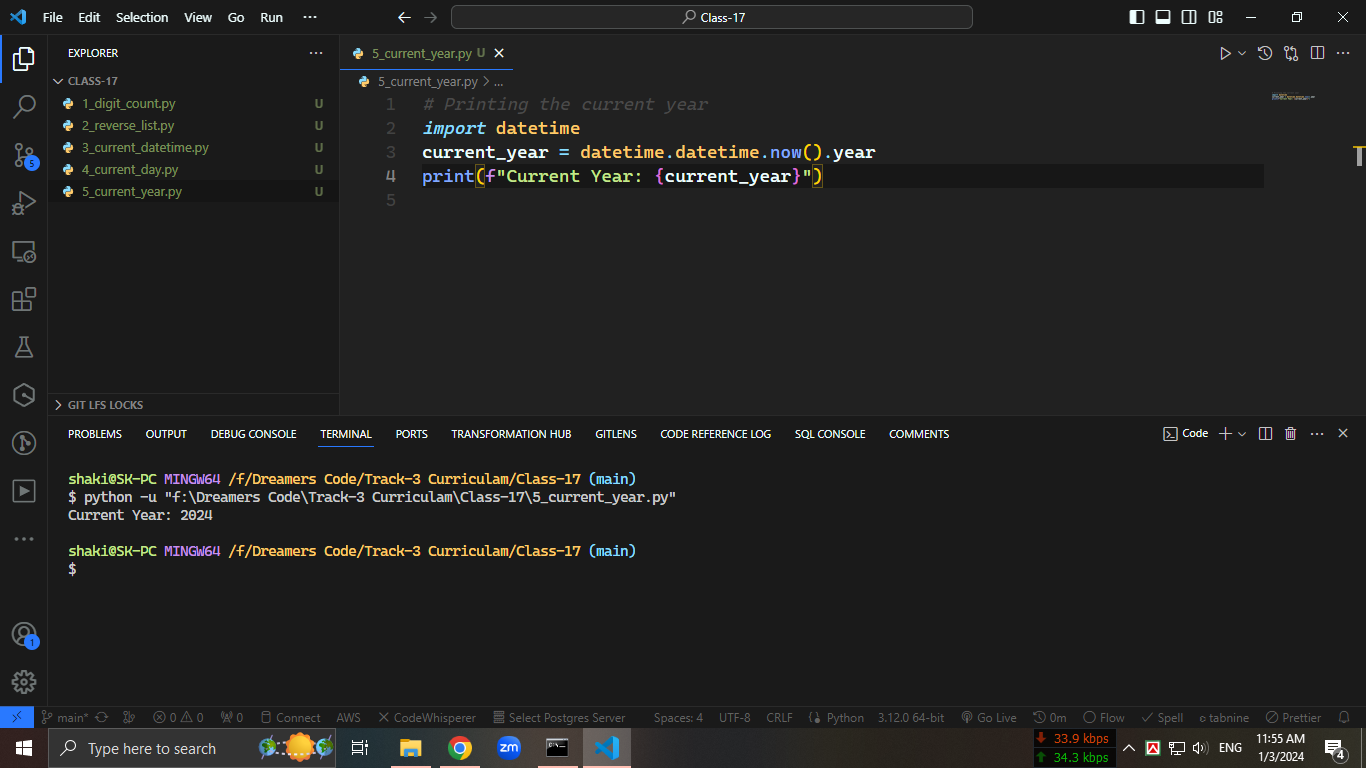 File Edit Selection View Go Run ···
Class-17
EXPLORER
CLASS-17
1_digit_count.py U
2_reverse_list.py U
3_current_datetime.py U
4_current_day.py U
5_current_year.py U
GIT LFS LOCKS
5
1
5_current_year.py U
5_current_year.py > ...
1 # Printing the current year
2 import datetime
3 current_year = datetime.datetime.now().year
4 print(f"Current Year: {current_year}")
5
PROBLEMS OUTPUT DEBUG CONSOLE TERMINAL PORTS TRANSFORMATION HUB GITLENS CODE REFERENCE LOG SQL CONSOLE COMMENTS
Code
shaki@SK-PC MINGW64 /f/Dreamers Code/Track-3 Curriculam/Class-17 (main)
$ python -u "f:\Dreamers Code\Track-3 Curriculam\Class-17\5_current_year.py"
Current Year: 2024
shaki@SK-PC MINGW64 /f/Dreamers Code/Track-3 Curriculam/Class-17 (main)
$
main* 0 0 0 Connect AWS CodeWhisperer Select Postgres Server Spaces: 4 UTF-8 CRLF Python 3.12.0 64-bit Go Live 0m Flow Spell tabnine Prettier
Type here to search
zm
33.9 kbps
34.3 kbps
ENG
11:55 AM
1/3/2024
4